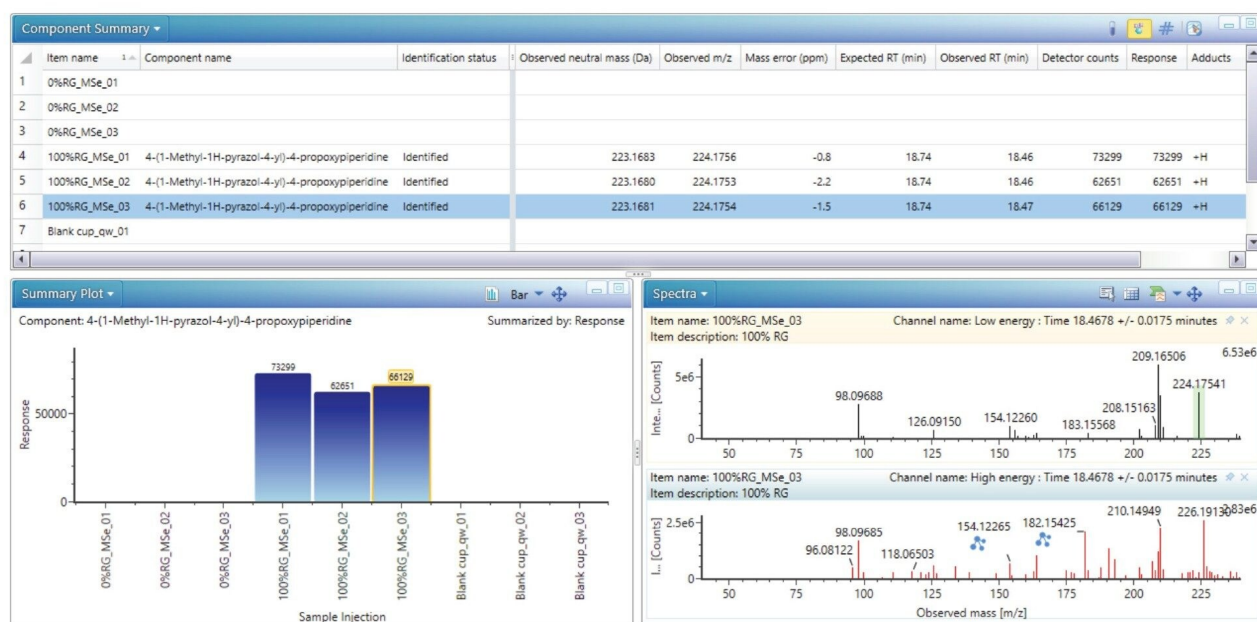 Component Summary
Item name 1 Component name Identification status Observed neutral mass (Da) Observed m/z Mass error (ppm) Expected RT (min) Observed RT (min) Detector counts Response Adducts
1 0%RG_MSe_01
2 0%RG_MSe_02
3 0%RG_MSe_03
4 100%RG_MSe_01 4-(1-Methyl-1H-pyrazol-4-yl)-4-propoxypiperidine Identified 223.1683 224.1756 -0.8 18.74 18.46 73299 73299 +H
5 100%RG_MSe_02 4-(1-Methyl-1H-pyrazol-4-yl)-4-propoxypiperidine Identified 223.1680 224.1753 -2.2 18.74 18.46 62651 62651 +H
6 100%RG_MSe_03 4-(1-Methyl-1H-pyrazol-4-yl)-4-propoxypiperidine Identified 223.1681 224.1754 -1.5 18.74 18.47 66129 66129 +H
7 Blank cup_qw_01
Summary Plot
Bar
Component: 4-(1-Methyl-1H-pyrazol-4-yl)-4-propoxypiperidine Summarized by: Response
73299
62651
66129
50000
0
Response
0%RG_MSe_01
0%RG_MSe_02
0%RG_MSe_03
100%RG_MSe_01
100%RG_MSe_02
100%RG_MSe_03
Blank cup_qw_01
Blank cup_qw_02
Blank cup_qw_03
Sample Injection
Spectra
Item name: 100%RG_MSe_03 Channel name: Low energy : Time 18.4678 +/- 0.0175 minutes
Item description: 100% RG
6.53e6
209.16506
5e6
224.17541
98.09688
208.15163
154.12260
126.09150
183.15568
0
Inte... [Counts]
50 75 100 125 150 175 200 225
Item name: 100%RG_MSe_03 Channel name: High energy : Time 18.4678 +/- 0.0175 minutes
Item description: 100% RG
2.5e6
210.14949
154.12265
182.15425
98.09685
96.08122
118.06503
0
I... [Counts]
50 75 100 125 150 175 200 225
Observed mass [m/z]